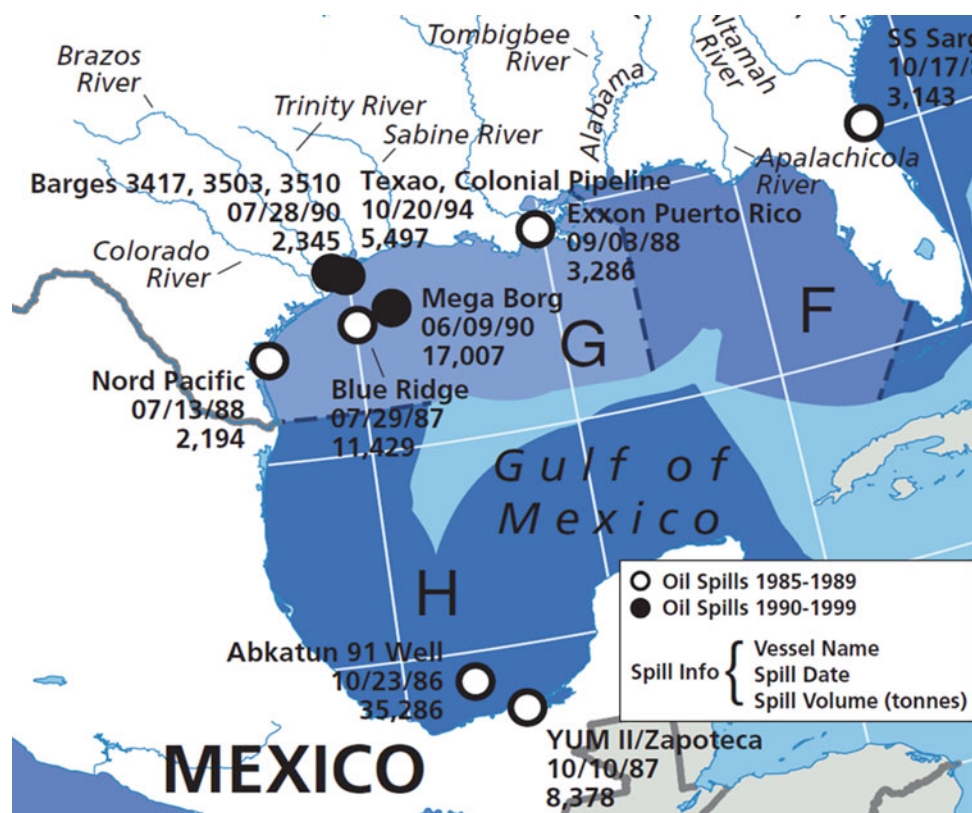 Tombigbee
River
Altamah
River
SS Sarg
10/17/8
3,143
Brazos
River
Trinity River
Sabine River
Alabama
Apalachicola
River
Barges 3417, 3503, 3510
07/28/90
2,345
Texao, Colonial Pipeline
10/20/94
5,497
Exxon Puerto Rico
09/03/88
3,286
Colorado
River
Mega Borg
06/09/90
17,007
G
F
Nord Pacific
07/13/88
2,194
Blue Ridge
07/29/87
11,429
Gulf of
Mexico
H
Oil Spills 1985-1989
Oil Spills 1990-1999
Spill Info {
Vessel Name
Spill Date
Spill Volume (tonnes)
Abkatun 91 Well
10/23/86
35,286
MEXICO
YUM II/Zapoteca
10/10/87
8,378